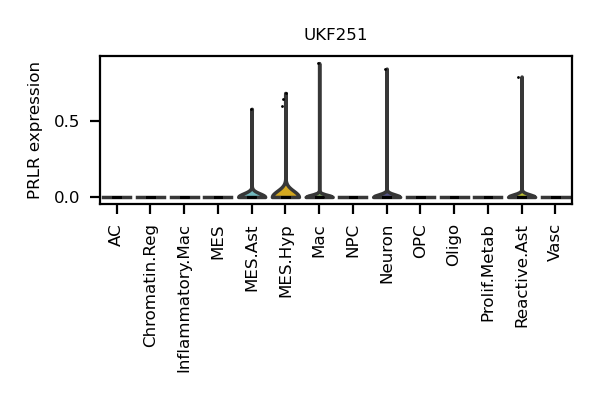 UKF251
PRLR expression
0.5
0.0
AC
Chromatin.Reg
Inflammatory.Mac
MES
MES.Ast
MES.Hyp
Mac
NPC
Neuron
OPC
Oligo
Prolif.Metab
Reactive.Ast
Vasc